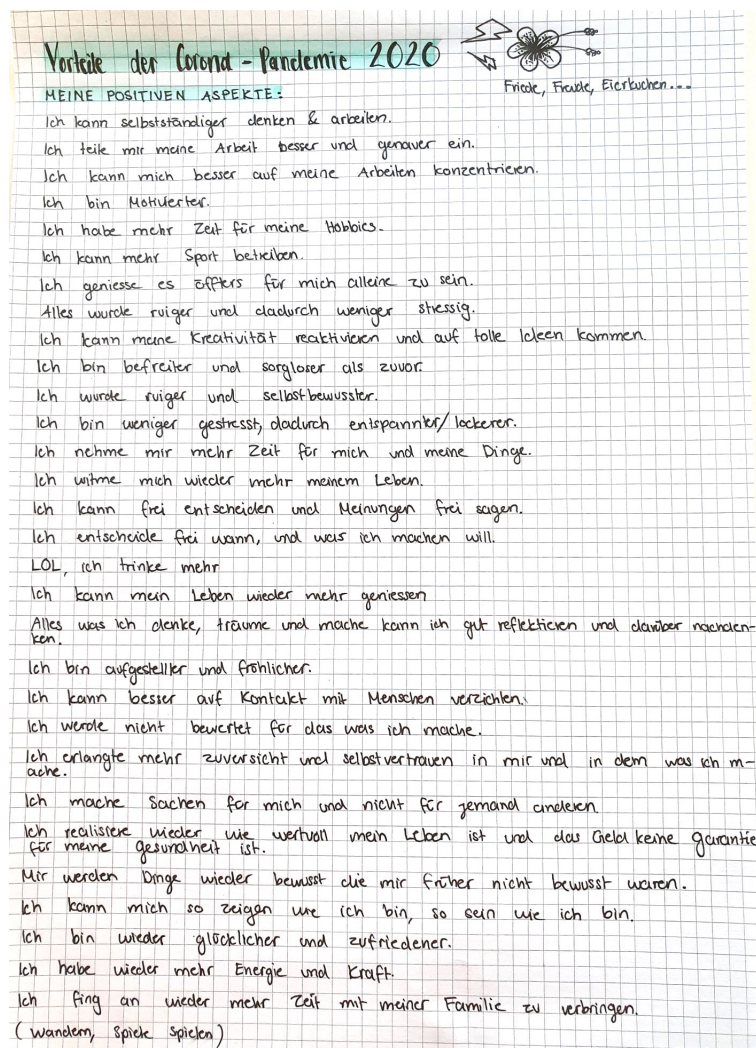 Vorteile der Corona-Pandemie 2020
Friede, Freude, Eierkuchen...
MEINE POSITIVEN ASPEKTE:
Ich kann selbstständiger denken & arbeiten.
Ich teile mir meine Arbeit besser und genauer ein.
Ich kann mich besser auf meine Arbeiten konzentrieren.
Ich bin Motivierter.
Ich habe mehr Zeit für meine Hobbies.
Ich kann mehr Sport betreiben.
Ich geniesse es öffters für mich alleine zu sein.
Alles wurde ruiger und dadurch weniger stressig.
Ich kann meine Kreativität reaktivieren und auf tolle Ideen kommen.
Ich bin befreiter und sorgloser als zuvor.
Ich wurde ruiger und selbstbewusster.
Ich bin weniger gestresst, dadurch entspannter/lockerer.
Ich nehme mir mehr Zeit für mich und meine Dinge.
Ich witme mich wieder mehr meinem Leben.
Ich kann frei entscheiden und Meinungen frei sagen.
Ich entscheide frei wann, und was ich machen will.
LOL, ich trinke mehr
Ich kann mein Leben wieder mehr geniessen
Alles was ich denke, träume und mache kann ich gut reflektieren und darüber nachden-
ken.
Ich bin aufgesteller und fröhlicher.
Ich kann besser auf Kontakt mit Menschen verzichten.
Ich werde nicht bewertet für das was ich mache.
Ich erlangte mehr zuversicht und selbstvertrauen in mir und in dem was ich m-
ache.
Ich mache Sachen for mich und nicht für jemand anderen.
Ich realisiere wieder wie wertvoll mein Leben ist und das Geld keine garantie
für meine gesundheit ist.
Mir werden Dinge wieder bewusst die mir früher nicht bewusst waren.
Ich kann mich so zeigen wie ich bin, so sein wie ich bin.
Ich bin wieder glücklicher und zufriedener.
Ich habe wieder mehr Energie und Kraft.
Ich fing an wieder mehr Zeit mit meiner Familie zu verbringen.
(Wandern, Spiele Spielen)